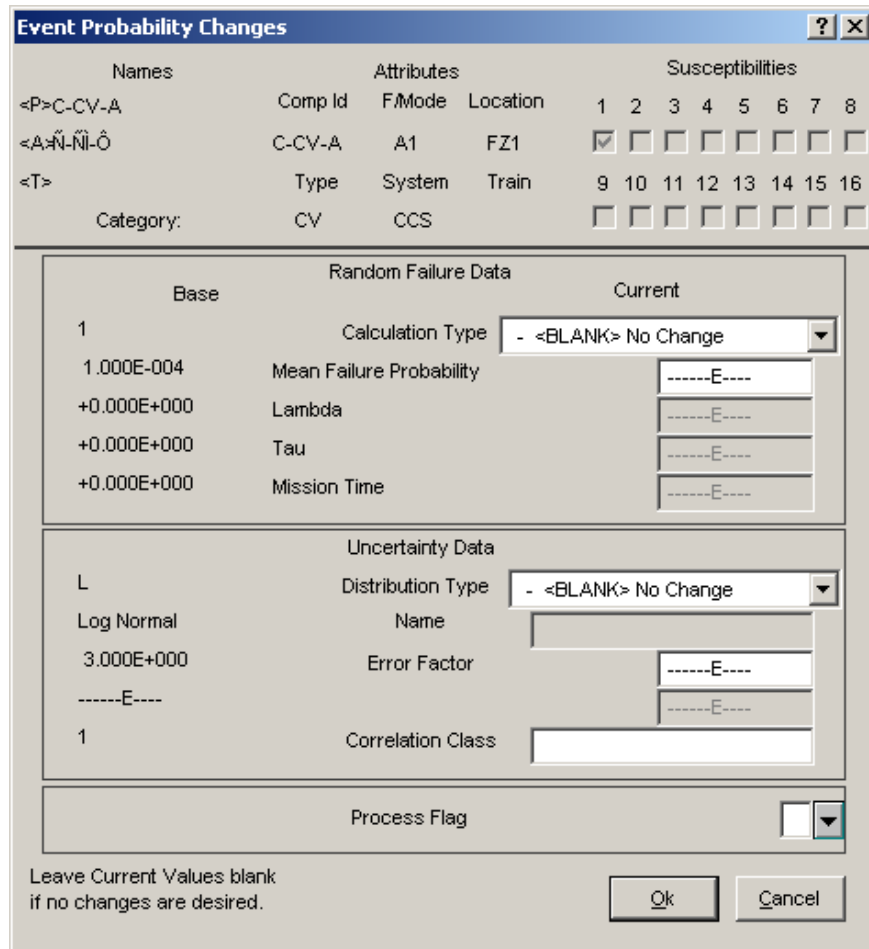 Event Probability Changes
Names Attributes Susceptibilities
<P>C-CV-A Comp Id F/Mode Location 1 2 3 4 5 6 7 8
<A>Ñ-ÑÌ-Ô C-CV-A A1 FZ1
<T> Type System Train 9 10 11 12 13 14 15 16
Category: CV CCS
Random Failure Data
Base Current
1 Calculation Type - <BLANK> No Change
1.000E-004 Mean Failure Probability ------E----
+0.000E+000 Lambda ------E----
+0.000E+000 Tau ------E----
+0.000E+000 Mission Time ------E----
Uncertainty Data
L Distribution Type - <BLANK> No Change
Log Normal Name
3.000E+000 Error Factor ------E----
------E---- ------E----
1 Correlation Class
Process Flag
Leave Current Values blank
if no changes are desired.
Ok Cancel